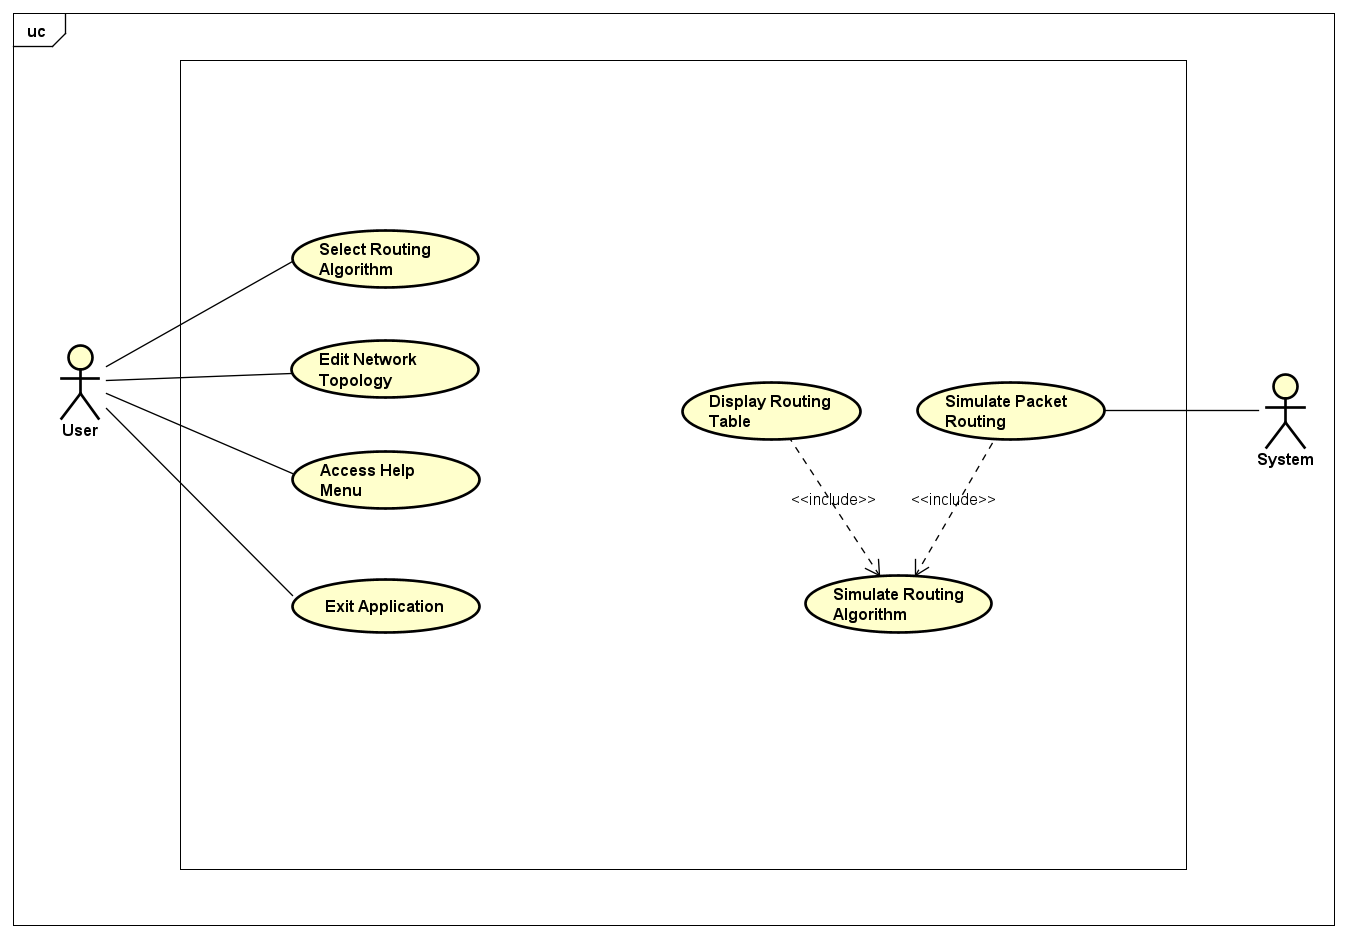 uc
Select Routing
Algorithm
Edit Network
Topology
User
Access Help
Menu
Exit Application
Display Routing
Table
Simulate Packet
Routing
System
<<include>>
<<include>>
Simulate Routing
Algorithm